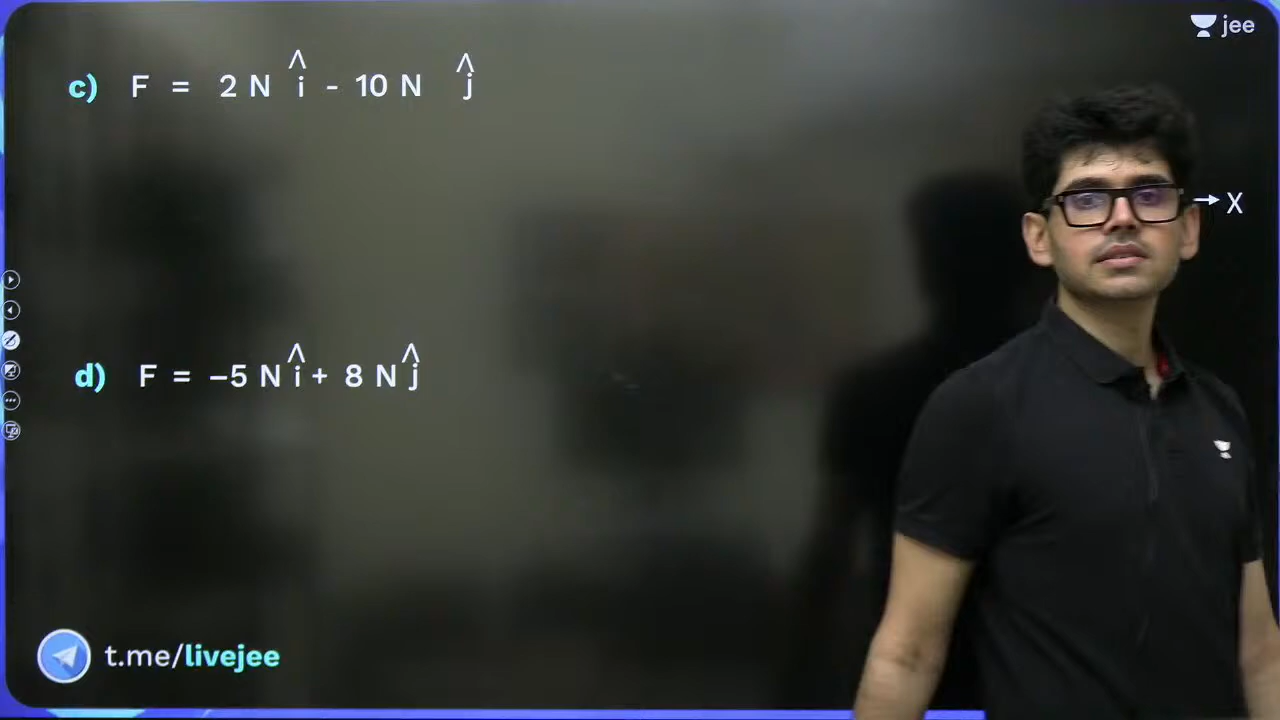 jee
c) F = 2 N î - 10 N ĵ
→ X
d) F = –5 N î + 8 N ĵ
t.me/livejee